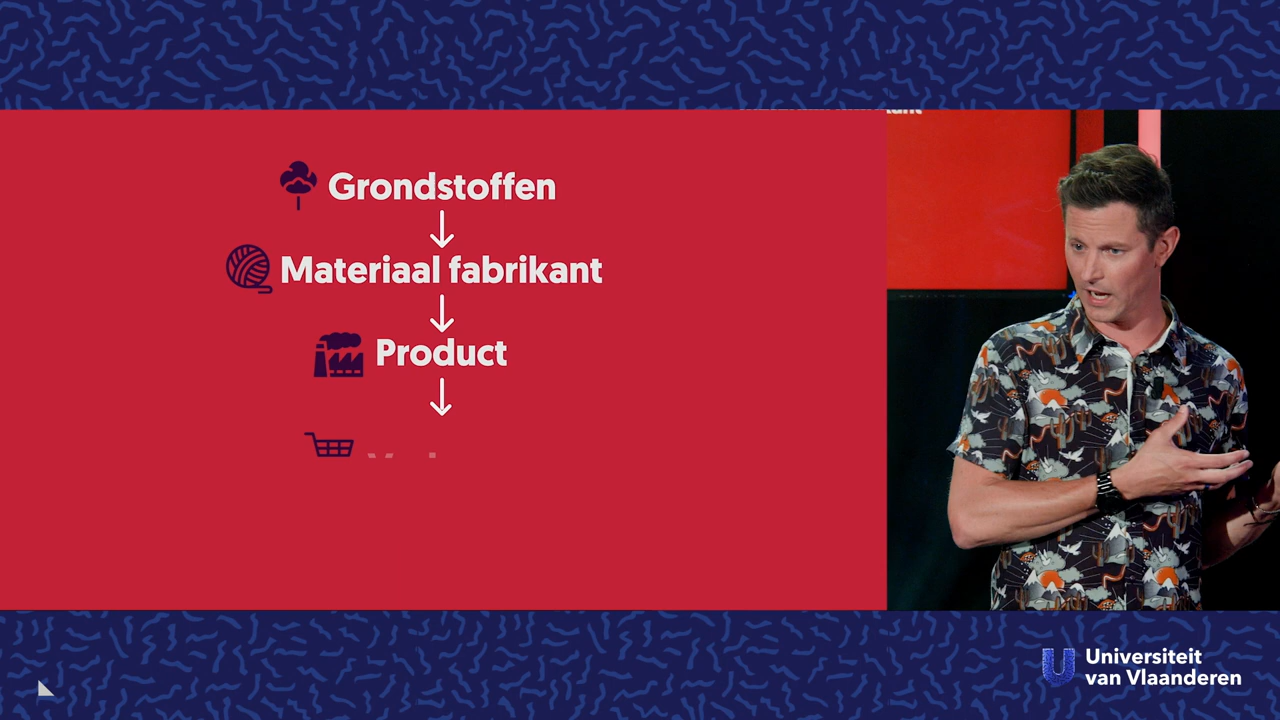 Grondstoffen
Materiaal fabrikant
Product
Universiteit
van Vlaanderen